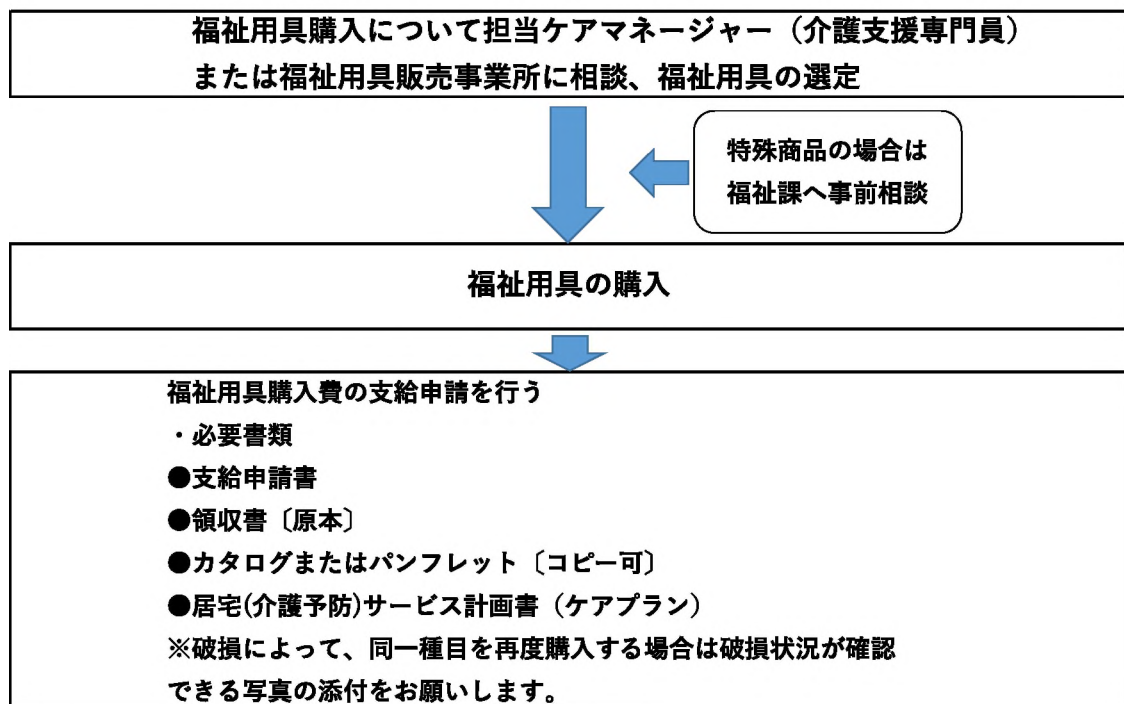 福祉用具購入について担当ケアマネージャー（介護支援専門員）
または福祉用具販売事業所に相談、福祉用具の選定
特殊商品の場合は
福祉課へ事前相談
福祉用具の購入
福祉用具購入費の支給申請を行う
・必要書類
●支給申請書
●領収書〔原本〕
●カタログまたはパンフレット〔コピー可〕
●居宅(介護予防)サービス計画書（ケアプラン）
※破損によって、同一種目を再度購入する場合は破損状況が確認
できる写真の添付をお願いします。